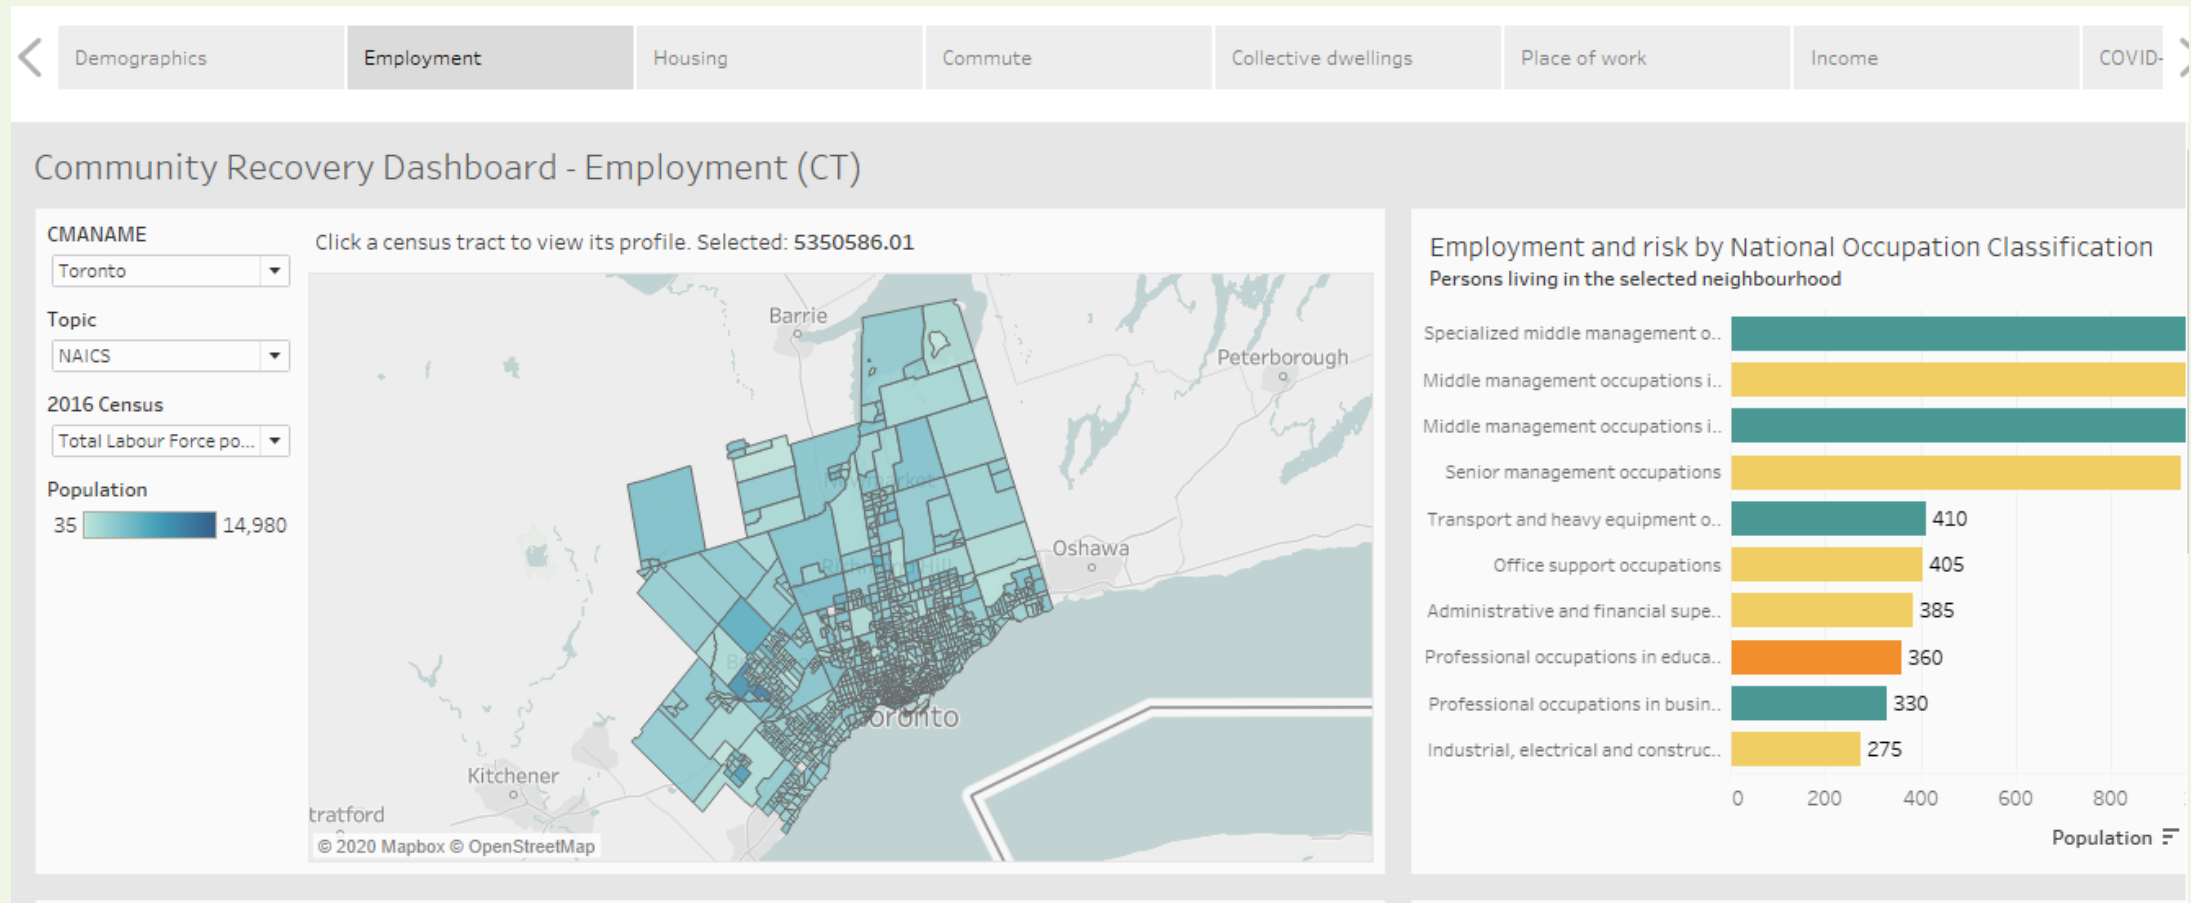 Demographics
Employment
Housing
Commute
Collective dwellings
Place of work
Income
COVID-
Community Recovery Dashboard - Employment (CT)
CMANAME
Toronto
Topic
NAICS
2016 Census
Total Labour Force po...
Population
35
14,980
Click a census tract to view its profile. Selected: 5350586.01
Barrie
Peterborough
Newmarket
Oshawa
Richmond Hill
oronto
Kitchener
tratford
© 2020 Mapbox © OpenStreetMap
Employment and risk by National Occupation Classification
Persons living in the selected neighbourhood
Specialized middle management o..
Middle management occupations i..
Middle management occupations i..
Senior management occupations
Transport and heavy equipment o.. 410
Office support occupations 405
Administrative and financial supe.. 385
Professional occupations in educa.. 360
Professional occupations in busin.. 330
Industrial, electrical and construc.. 275
0 200 400 600 800
Population